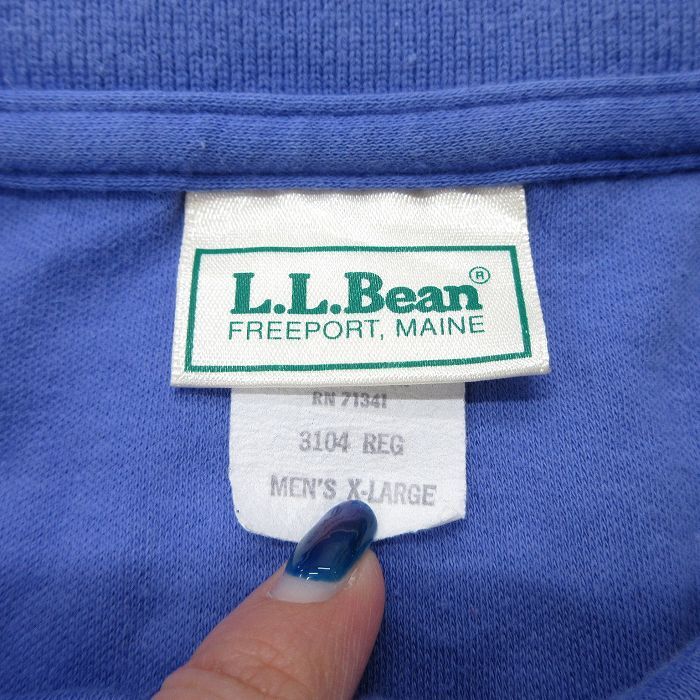 L.L.Bean®
FREEPORT, MAINE
RN 71341
3104 REG
MEN'S X-LARGE